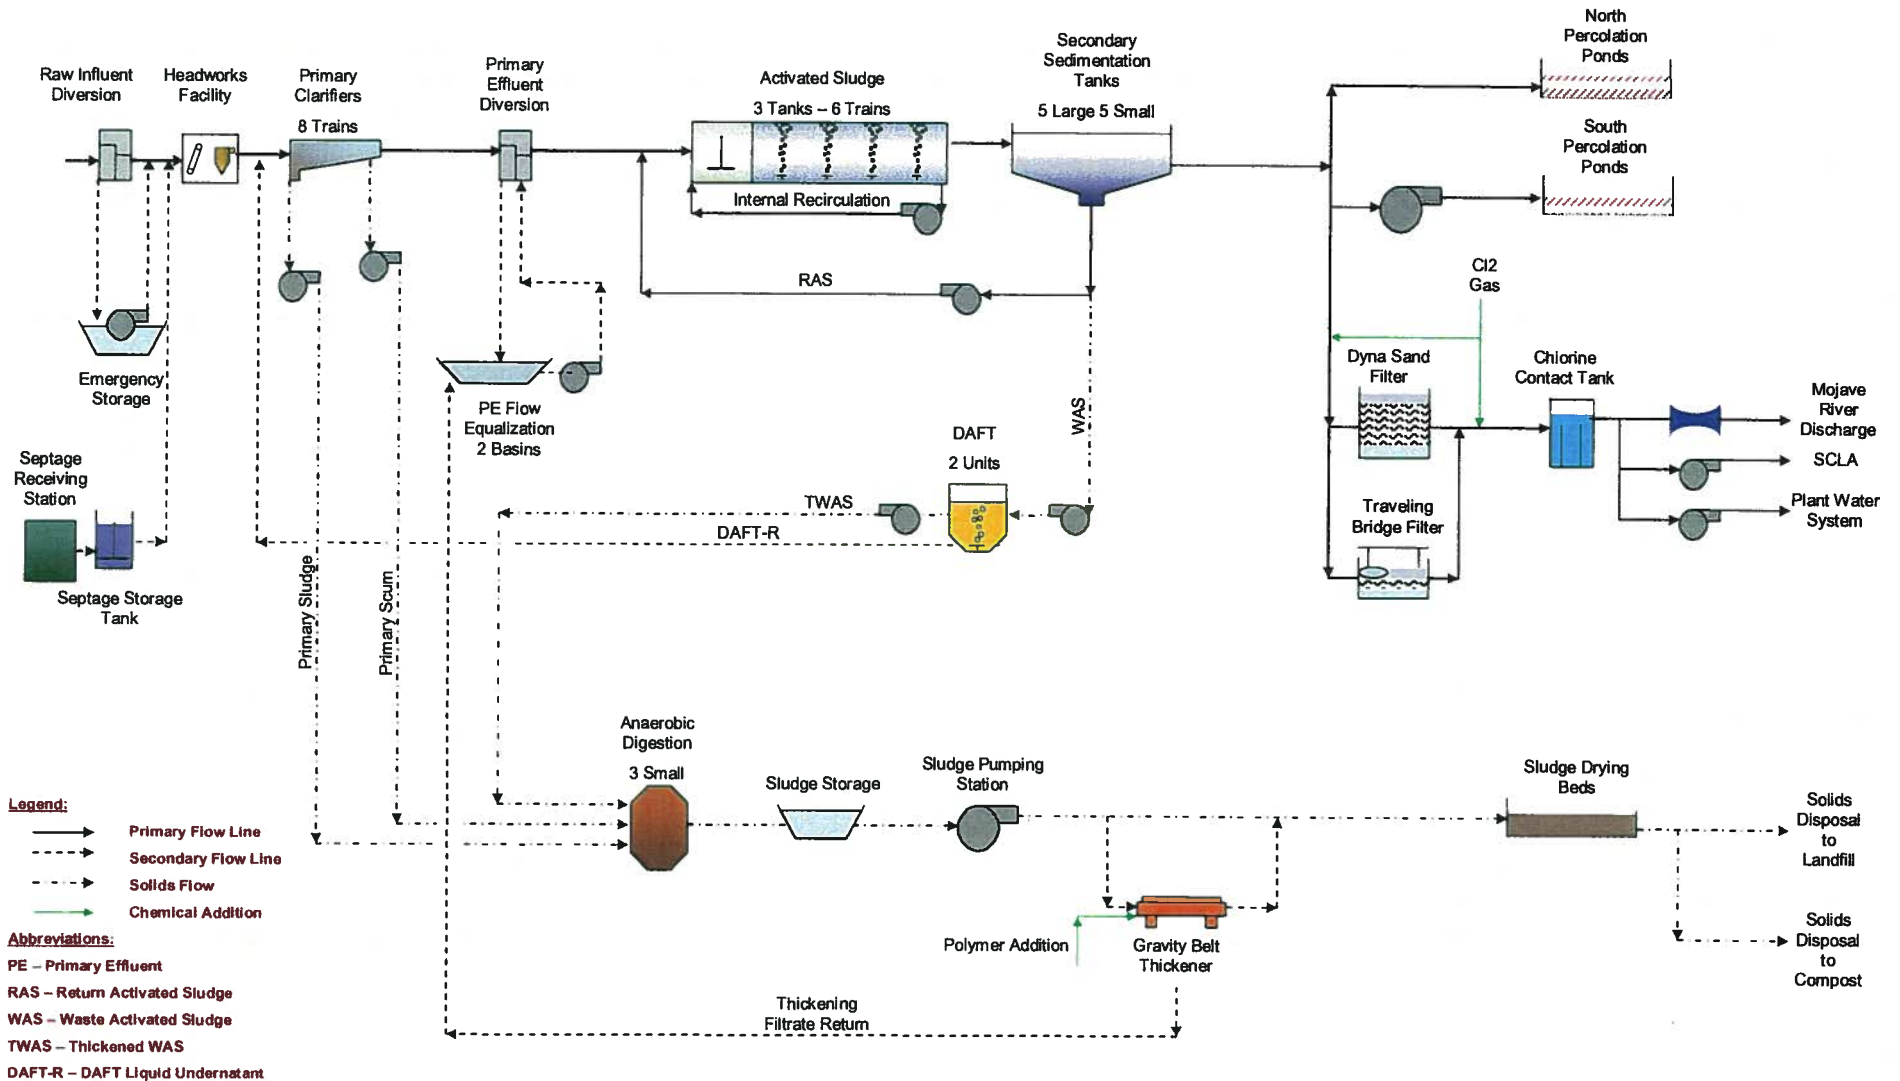 Raw Influent
Diversion
Headworks
Facility
Primary
Clarifiers
8 Trains
Primary
Effluent
Diversion
Activated Sludge
3 Tanks – 6 Trains
Secondary
Sedimentation
Tanks
5 Large 5 Small
North
Percolation
Ponds
South
Percolation
Ponds
Internal Recirculation
RAS
Cl2
Gas
Emergency
Storage
PE Flow
Equalization
2 Basins
WAS
Dyna Sand
Filter
Chlorine
Contact Tank
Mojave
River
Discharge
SCLA
Plant Water
System
Septage
Receiving
Station
Septage Storage
Tank
DAFT
2 Units
TWAS
DAFT-R
Traveling
Bridge Filter
Primary Sludge
Primary Scum
Anaerobic
Digestion
3 Small
Sludge Storage
Sludge Pumping
Station
Sludge Drying
Beds
Solids
Disposal
to
Landfill
Solids
Disposal
to
Compost
Polymer Addition
Gravity Belt
Thickener
Thickening
Filtrate Return
Legend:
Primary Flow Line
Secondary Flow Line
Solids Flow
Chemical Addition
Abbreviations:
PE – Primary Effluent
RAS – Return Activated Sludge
WAS – Waste Activated Sludge
TWAS – Thickened WAS
DAFT-R – DAFT Liquid Undernatant